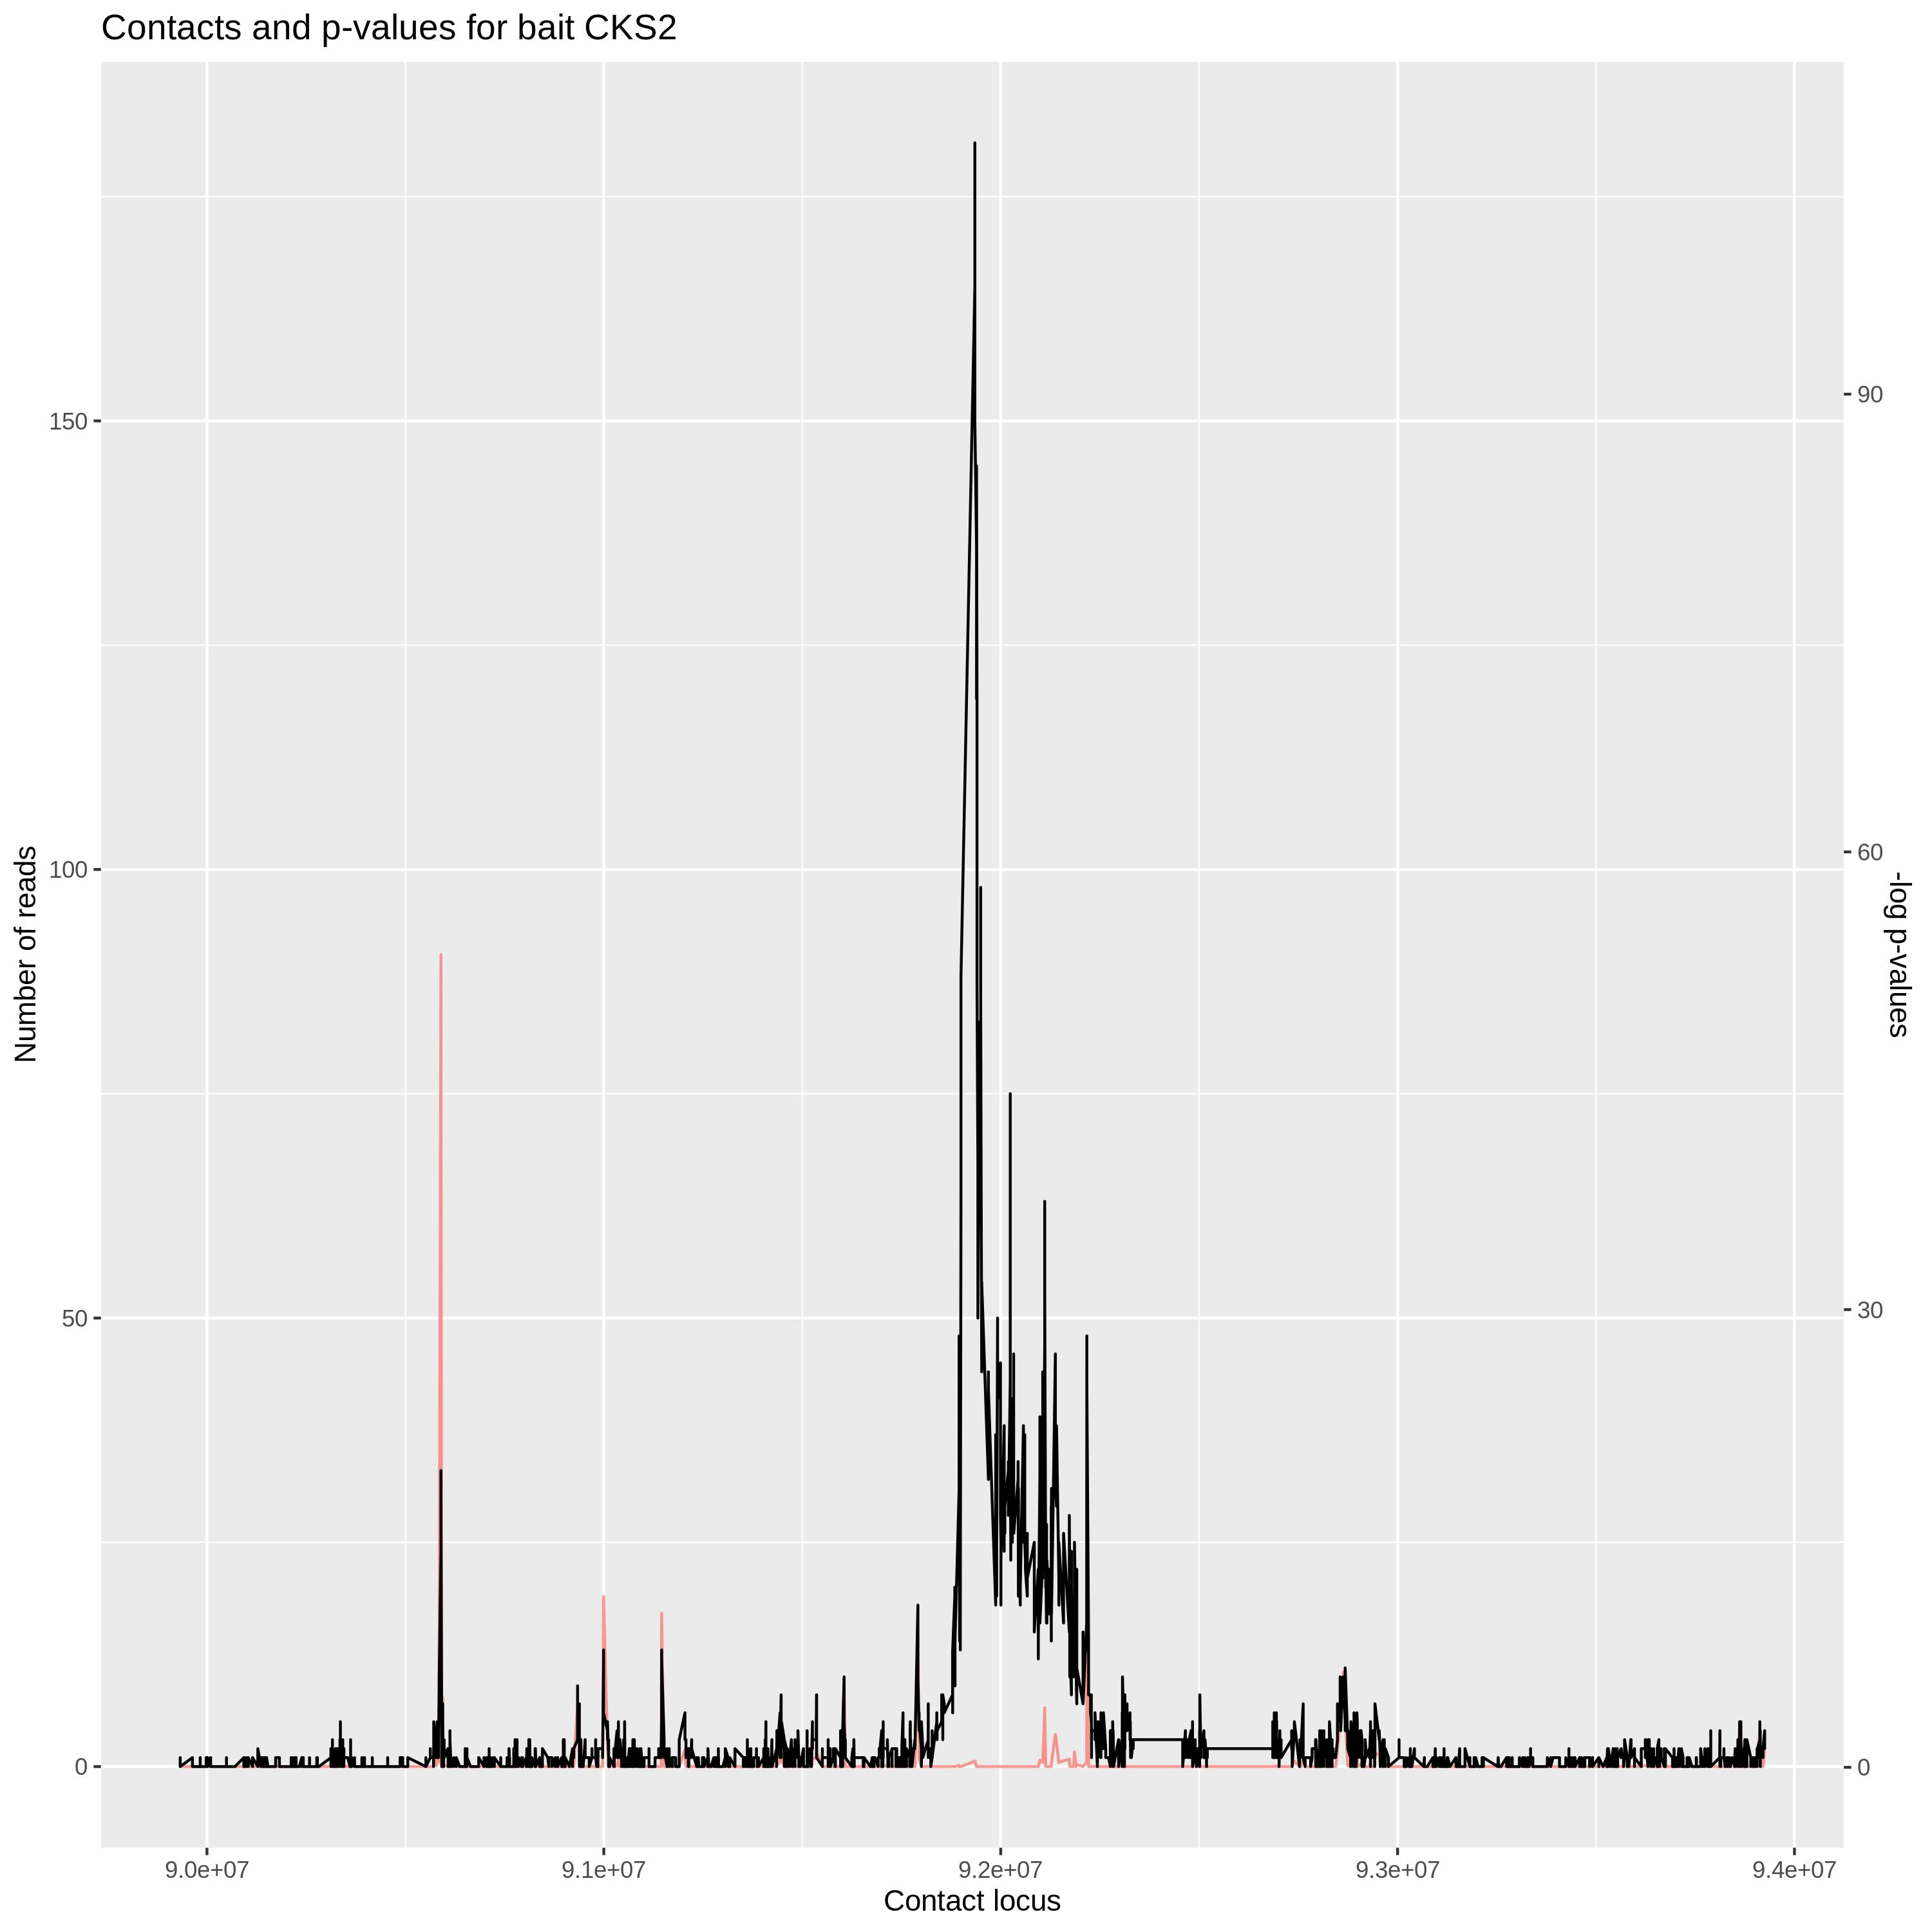 Contacts and p-values for bait CKS2
150
100
50
0
Number of reads
90
60
30
0
-log p-values
9.0e+07
9.1e+07
9.2e+07
9.3e+07
9.4e+07
Contact locus